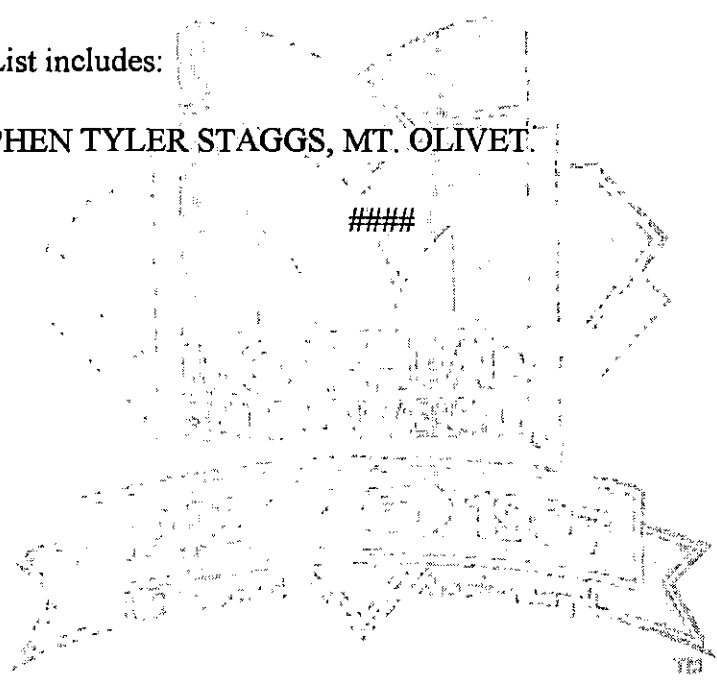 List includes:
PHEN TYLER STAGGS, MT. OLIVET.
####